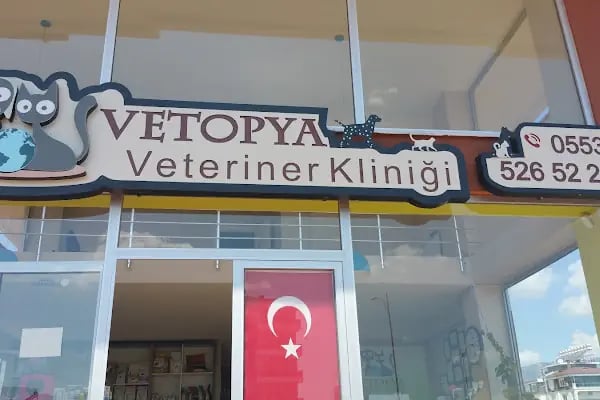 VETOPYA
Veteriner Kliniği
0553
526 52 2